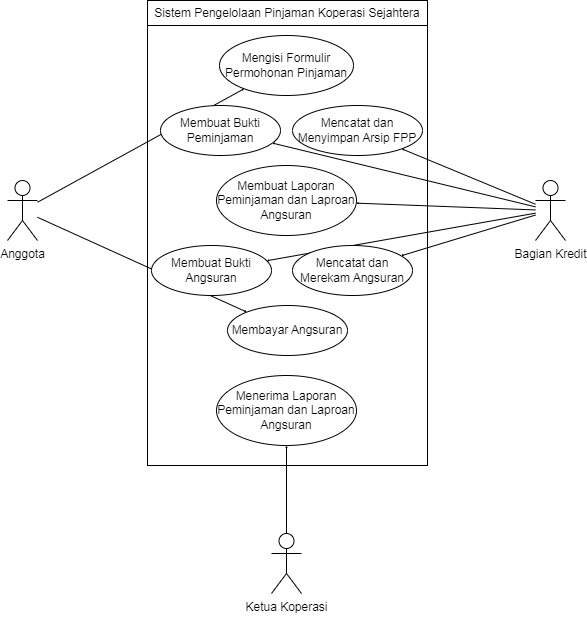 Sistem Pengelolaan Pinjaman Koperasi Sejahtera
Mengisi Formulir
Permohonan Pinjaman
Membuat Bukti
Peminjaman
Mencatat dan
Menyimpan Arsip FPP
Membuat Laporan
Peminjaman dan Laproan
Angsuran
Anggota
Bagian Kredit
Membuat Bukti
Angsuran
Mencatat dan
Merekam Angsuran
Membayar Angsuran
Menerima Laporan
Peminjaman dan Laproan
Angsuran
Ketua Koperasi